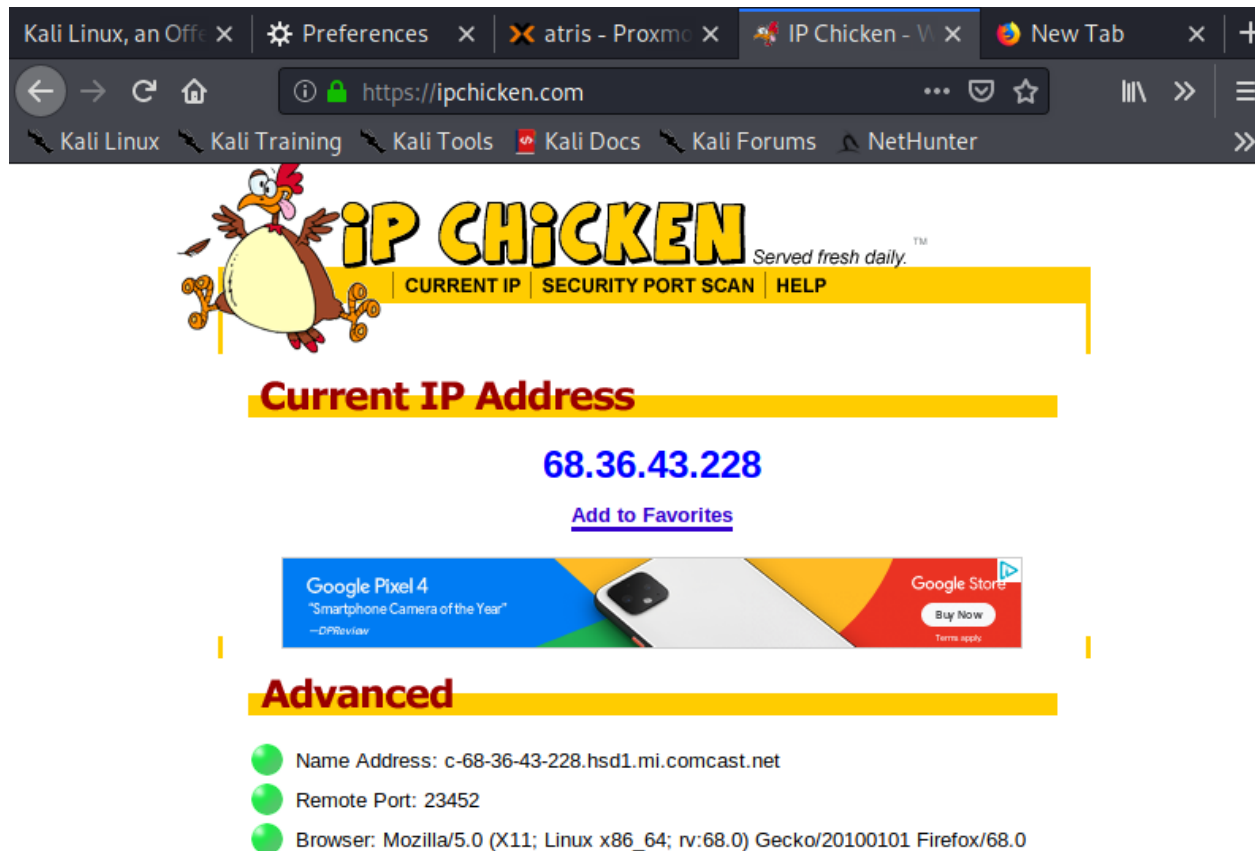 Kali Linux, an Offe Preferences atris - Proxmo IP Chicken - W New Tab
https://ipchicken.com
Kali Linux Kali Training Kali Tools Kali Docs Kali Forums NetHunter
iP CHiCKEN Served fresh daily. TM
CURRENT IP SECURITY PORT SCAN HELP
Current IP Address
68.36.43.228
Add to Favorites
Google Pixel 4
"Smartphone Camera of the Year"
—DPReview
Google Store
Buy Now
Terms apply.
Advanced
Name Address: c-68-36-43-228.hsd1.mi.comcast.net
Remote Port: 23452
Browser: Mozilla/5.0 (X11; Linux x86_64; rv:68.0) Gecko/20100101 Firefox/68.0